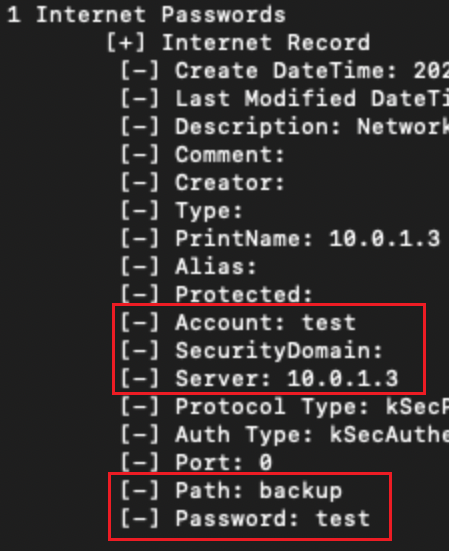 1 Internet Passwords
[+] Internet Record
[-] Create DateTime: 202
[-] Last Modified DateTi
[-] Description: Network
[-] Comment:
[-] Creator:
[-] Type:
[-] PrintName: 10.0.1.3
[-] Alias:
[-] Protected:
[-] Account: test
[-] SecurityDomain:
[-] Server: 10.0.1.3
[-] Protocol Type: kSecP
[-] Auth Type: kSecAuthe
[-] Port: 0
[-] Path: backup
[-] Password: test